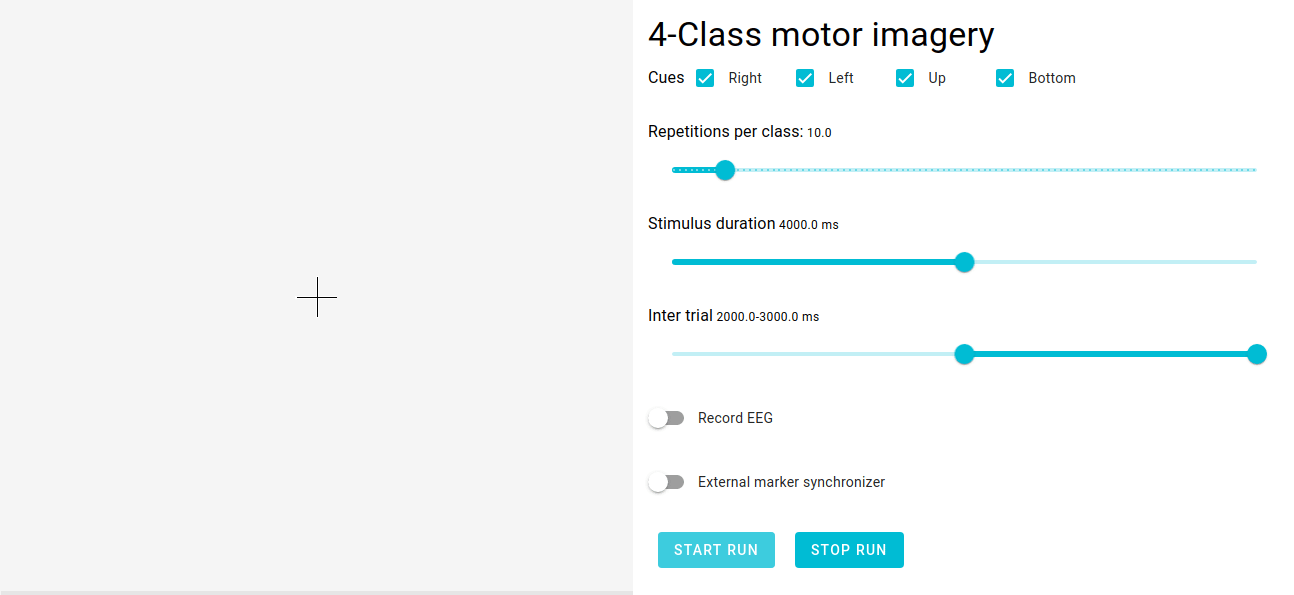 4-Class motor imagery
Cues Right Left Up Bottom
Repetitions per class: 10.0
Stimulus duration 4000.0 ms
Inter trial 2000.0-3000.0 ms
Record EEG
External marker synchronizer
START RUN STOP RUN